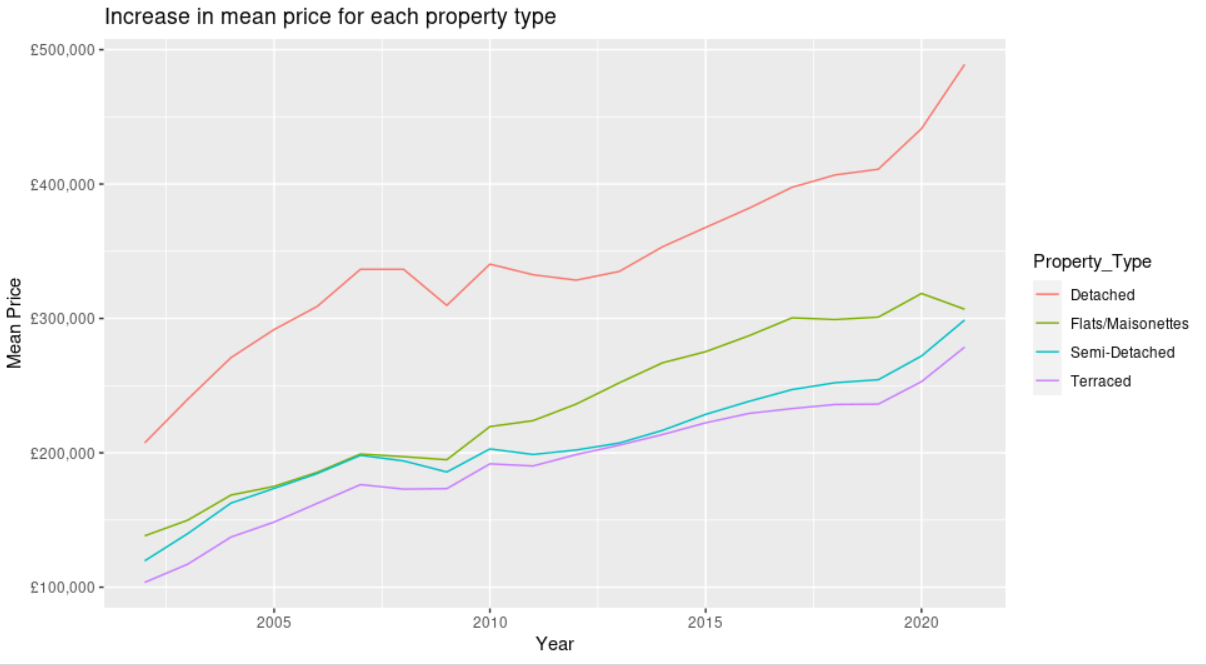 Increase in mean price for each property type
£500,000
£400,000
£300,000
£200,000
£100,000
Mean Price
2005 2010 2015 2020
Year
Property_Type
Detached
Flats/Maisonettes
Semi-Detached
Terraced